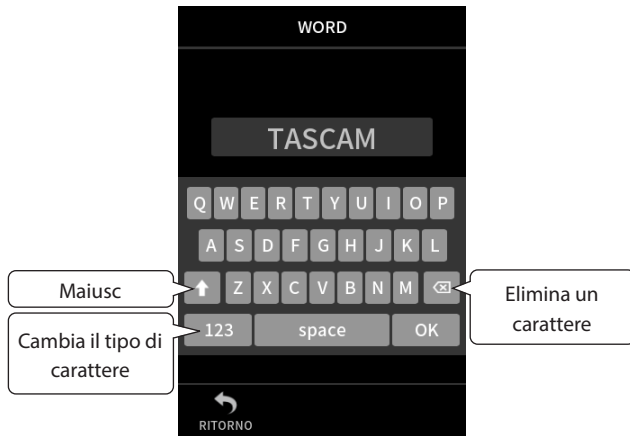 WORD
TASCAM
Q W E R T Y U I O P
A S D F G H J K L
Maiusc
Z X C V B N M
Elimina un
carattere
Cambia il tipo di
carattere
123 space OK
RITORNO